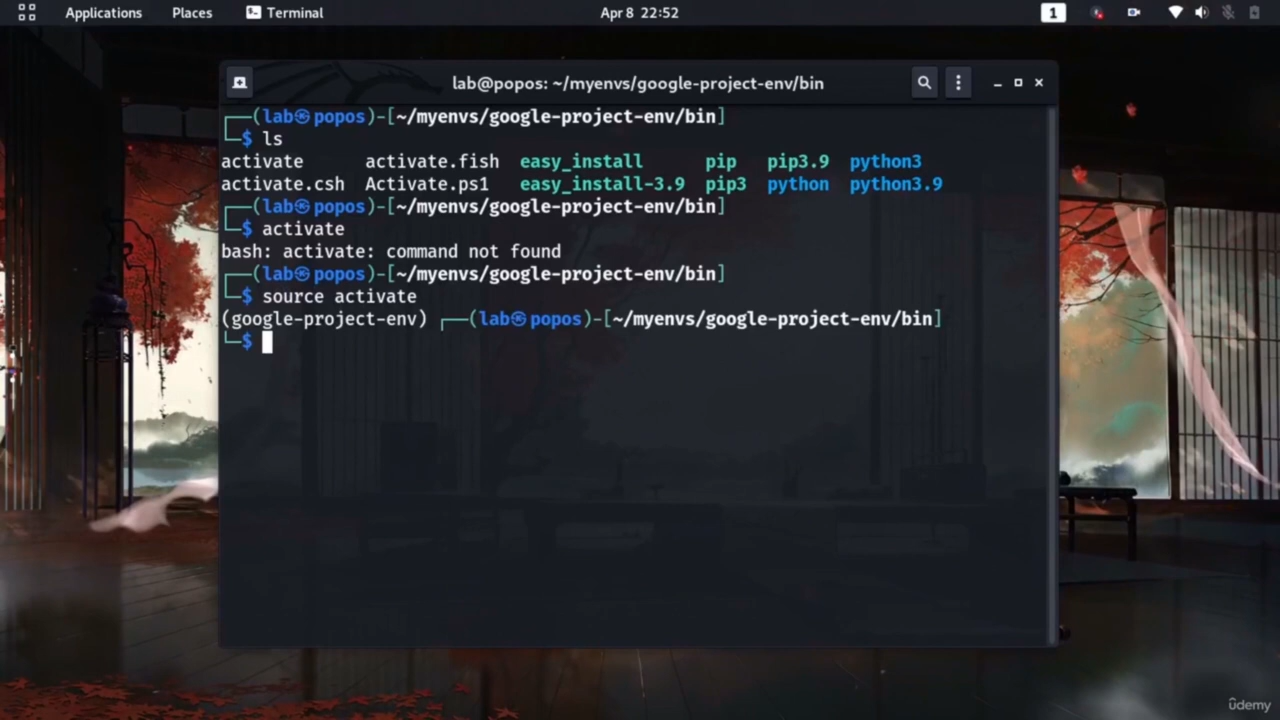 Applications Places Terminal Apr 8 22:52 1
lab@popos: ~/myenvs/google-project-env/bin
┌──(lab㉿popos)-[~/myenvs/google-project-env/bin]
└─$ ls
activate activate.fish easy_install pip pip3.9 python3
activate.csh Activate.ps1 easy_install-3.9 pip3 python python3.9
┌──(lab㉿popos)-[~/myenvs/google-project-env/bin]
└─$ activate
bash: activate: command not found
┌──(lab㉿popos)-[~/myenvs/google-project-env/bin]
└─$ source activate
(google-project-env) ┌──(lab㉿popos)-[~/myenvs/google-project-env/bin]
└─$
ûdemy